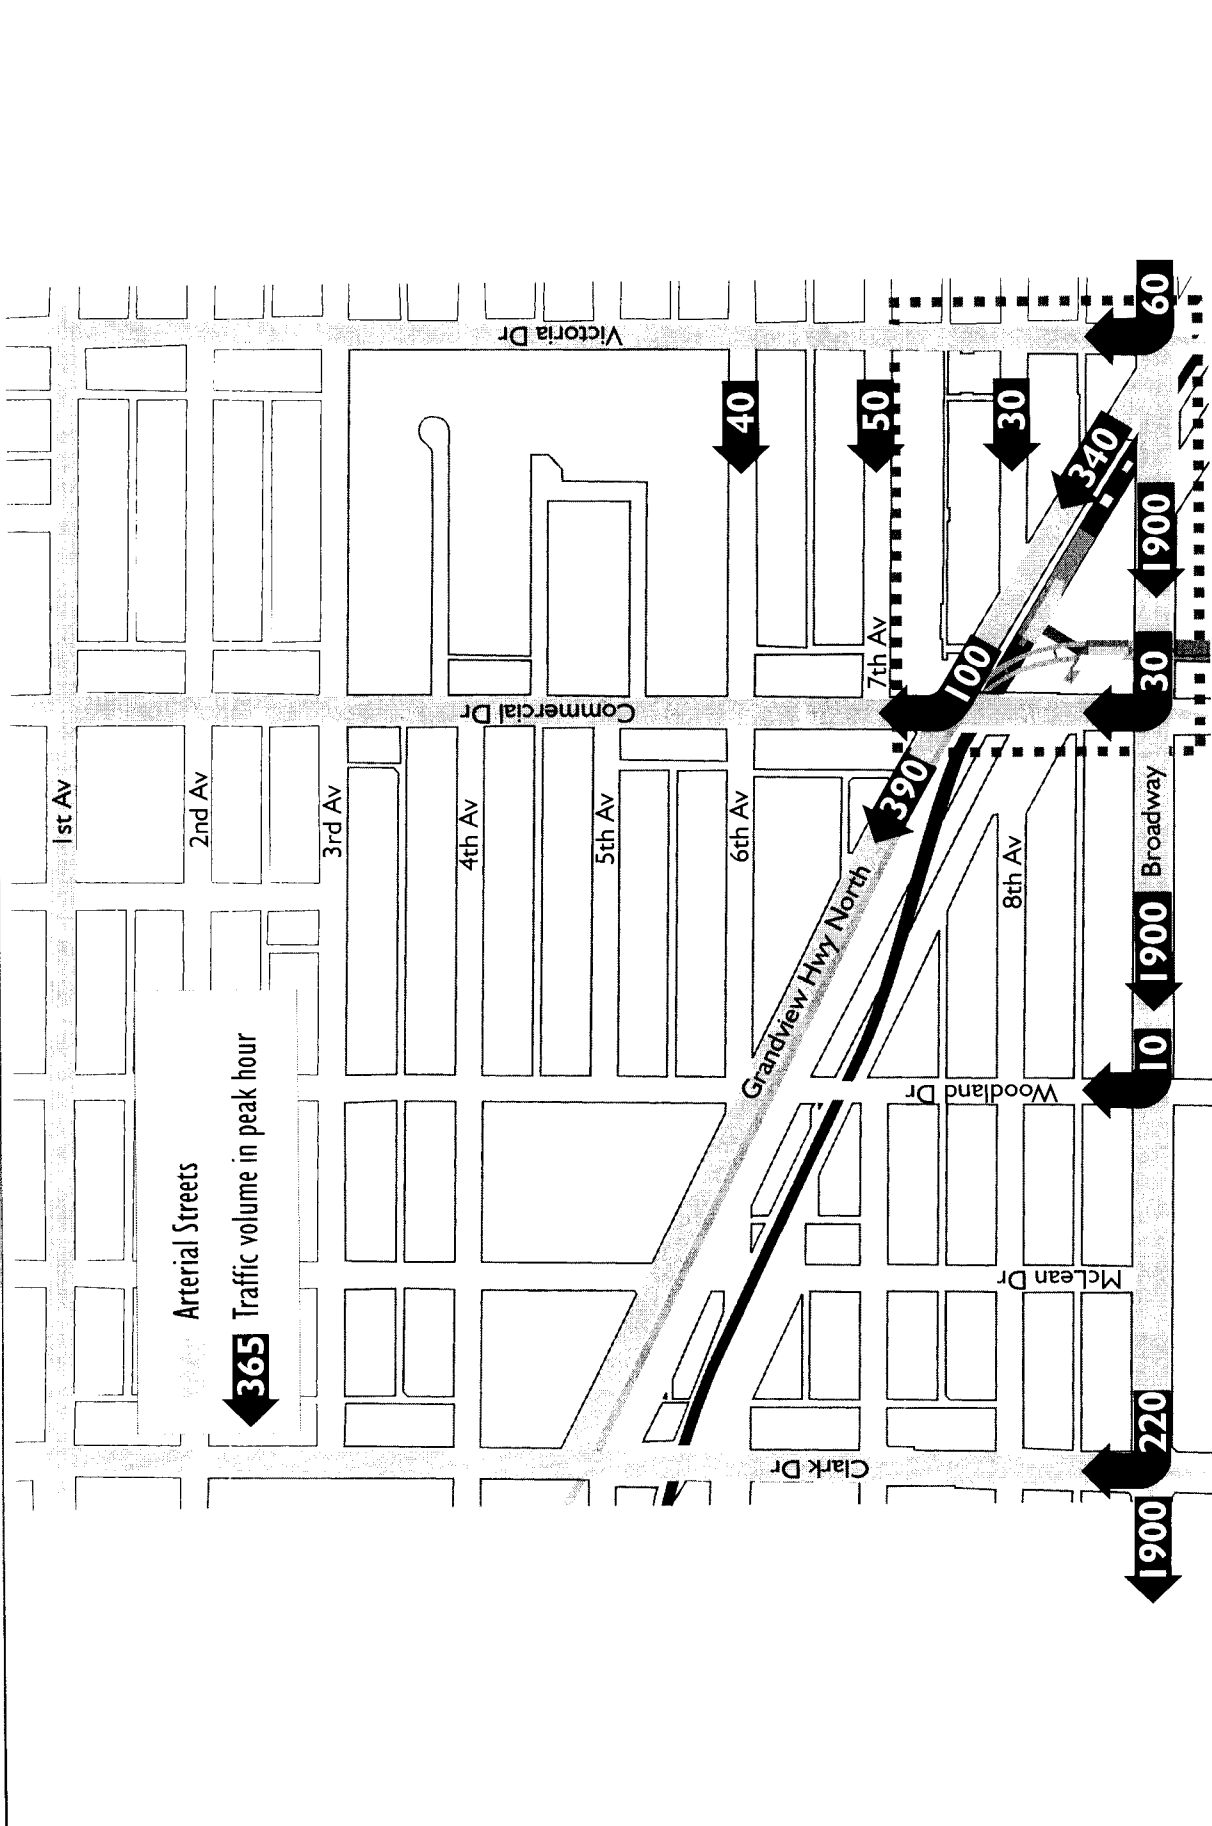 Victoria Dr
60
40
50
30
340
1900
7th Av
100
30
Commercial Dr
1st Av
2nd Av
3rd Av
4th Av
5th Av
6th Av
390
8th Av
Broadway
Grandview Hwy North
1900
10
Woodland Dr
Arterial Streets
365 Traffic volume in peak hour
McLean Dr
220
Clark Dr
1900